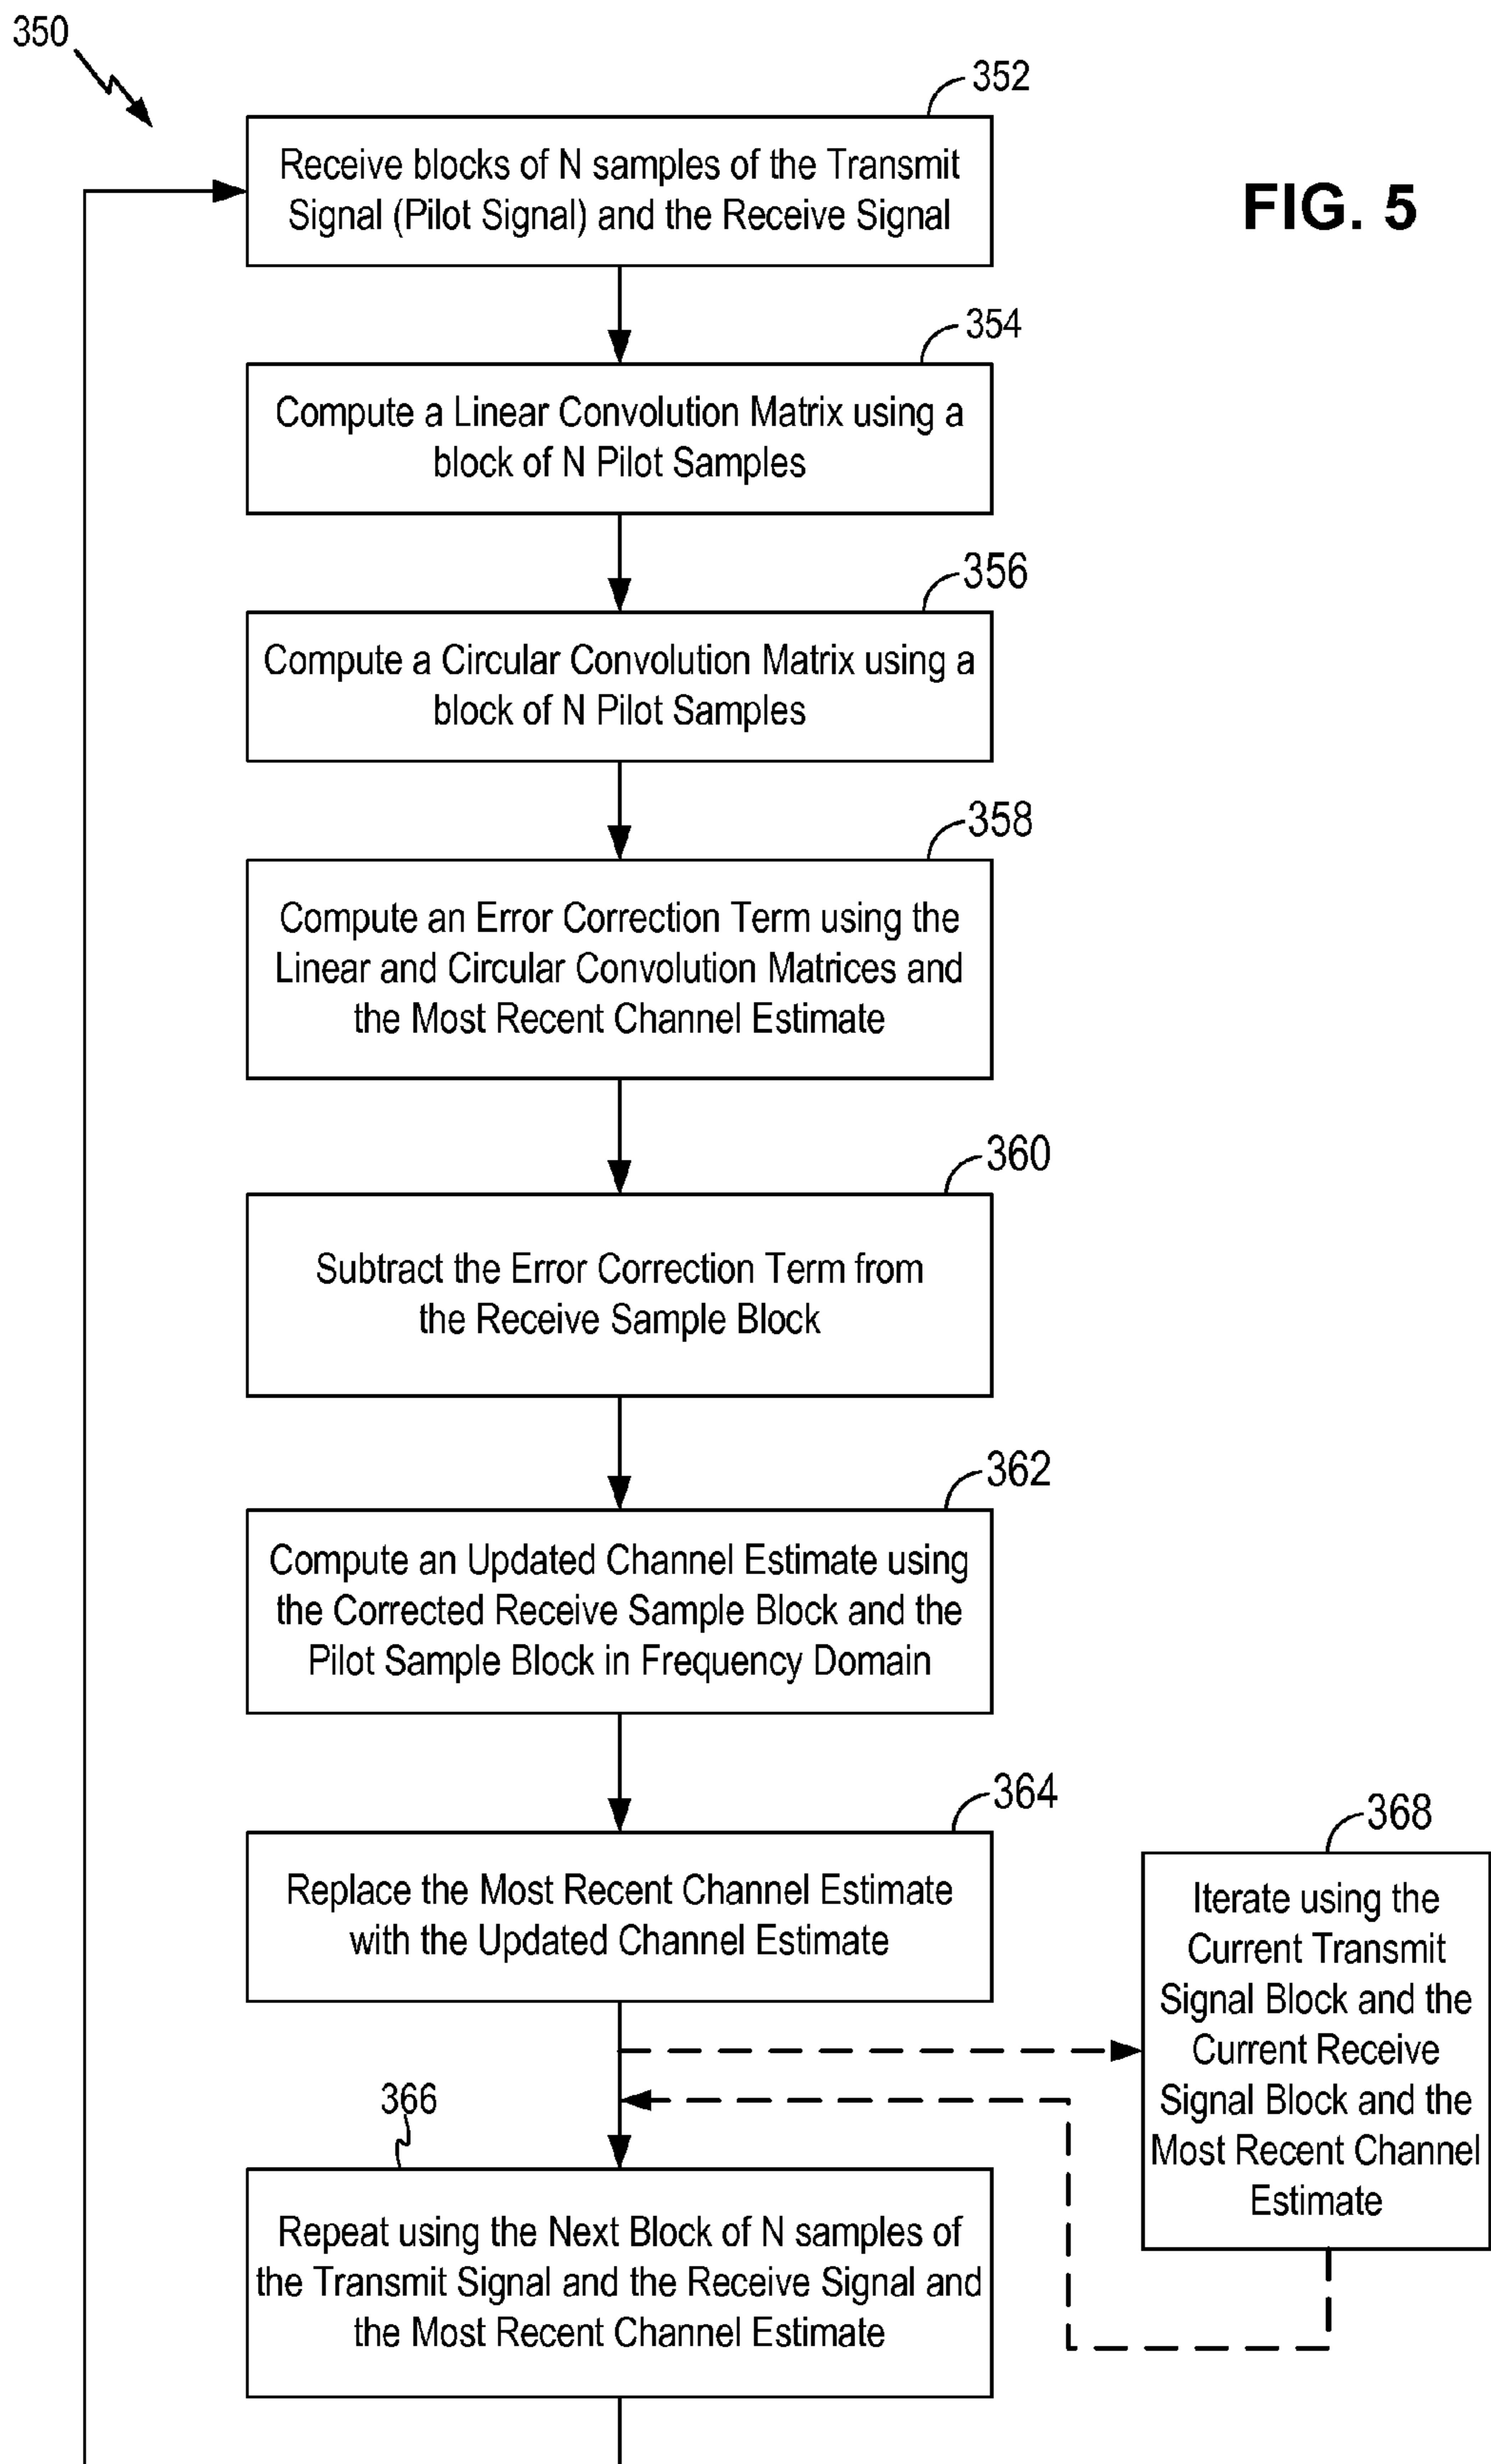 350
352
Receive blocks of N samples of the Transmit
Signal (Pilot Signal) and the Receive Signal
FIG. 5
354
Compute a Linear Convolution Matrix using a
block of N Pilot Samples
356
Compute a Circular Convolution Matrix using a
block of N Pilot Samples
358
Compute an Error Correction Term using the
Linear and Circular Convolution Matrices and
the Most Recent Channel Estimate
360
Subtract the Error Correction Term from
the Receive Sample Block
362
Compute an Updated Channel Estimate using
the Corrected Receive Sample Block and the
Pilot Sample Block in Frequency Domain
364
Replace the Most Recent Channel Estimate
with the Updated Channel Estimate
368
Iterate using the
Current Transmit
Signal Block and the
Current Receive
Signal Block and the
Most Recent Channel
Estimate
366
Repeat using the Next Block of N samples of
the Transmit Signal and the Receive Signal and
the Most Recent Channel Estimate